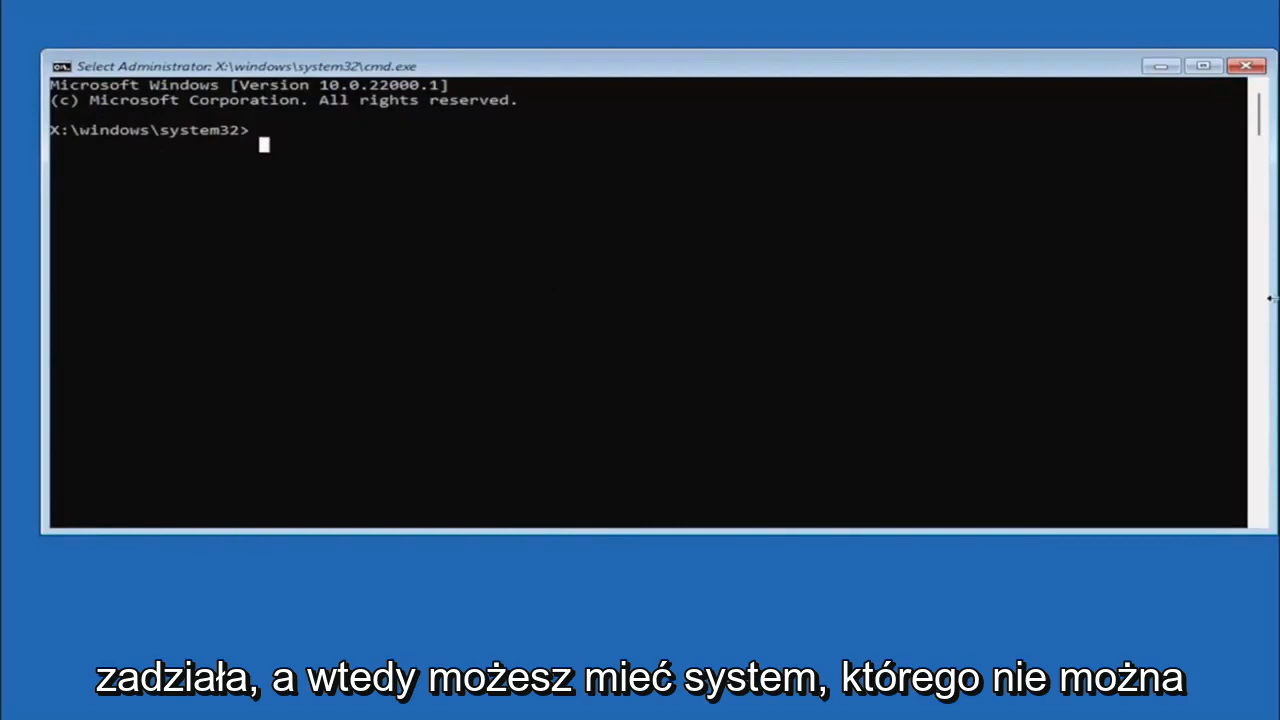 Select Administrator: X:\windows\system32\cmd.exe
Microsoft Windows [Version 10.0.22000.1]
(c) Microsoft Corporation. All rights reserved.
X:\windows\system32>
zadziała, a wtedy możesz mieć system, którego nie można